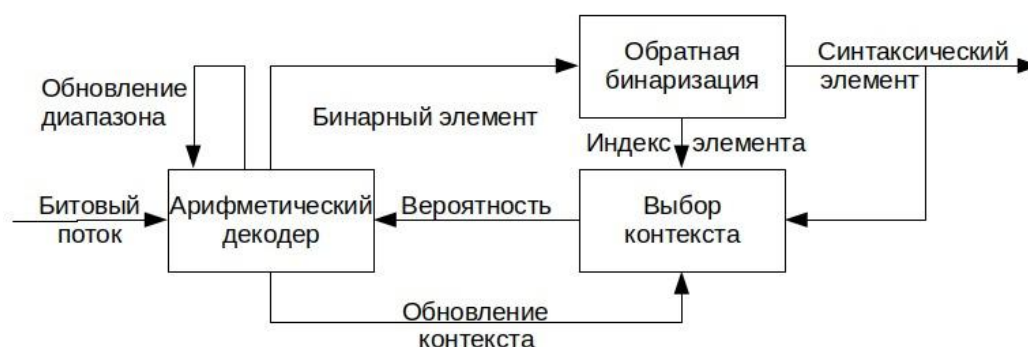 Обратная
бинаризация
Синтаксический
элемент
Обновление
диапазона
Бинарный элемент
Индекс элемента
Битовый
поток
Арифметический
декодер
Вероятность
Выбор
контекста
Обновление
контекста